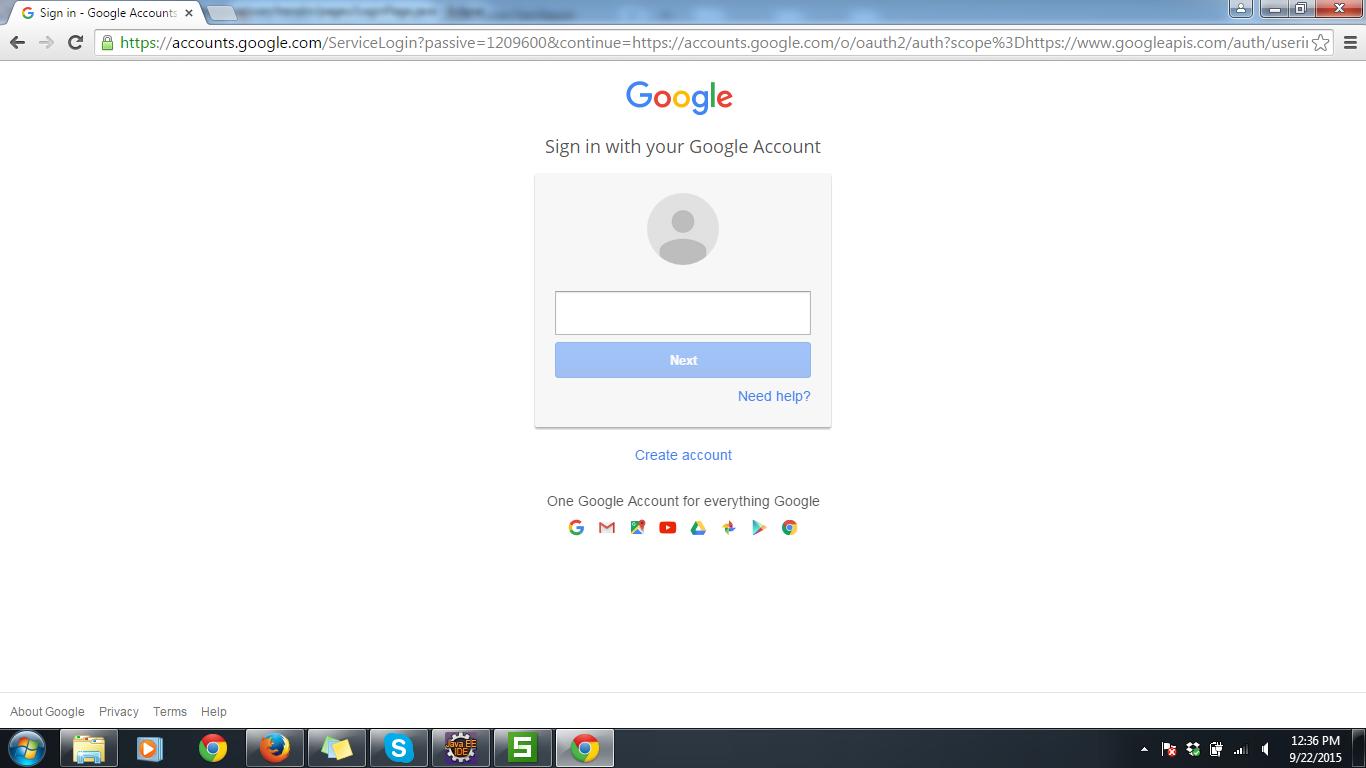 Sign in - Google Accounts
https://accounts.google.com/ServiceLogin?passive=1209600&continue=https://accounts.google.com/o/oauth2/auth?scope%3Dhttps://www.googleapis.com/auth/userin
Google
Sign in with your Google Account
Next
Need help?
Create account
One Google Account for everything Google
About Google Privacy Terms Help
Java EE
IDE
S
S
12:36 PM
9/22/2015